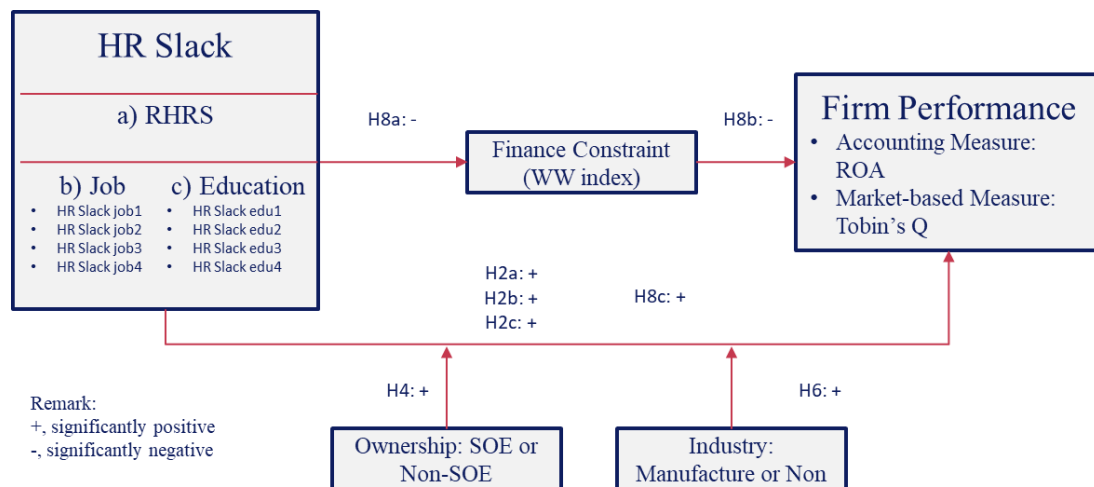 HR Slack
a) RHRS
b) Job
• HR Slack job1
• HR Slack job2
• HR Slack job3
• HR Slack job4
c) Education
• HR Slack edu1
• HR Slack edu2
• HR Slack edu3
• HR Slack edu4
H8a: -
Finance Constraint
(WW index)
H8b: -
Firm Performance
• Accounting Measure:
ROA
• Market-based Measure:
Tobin's Q
H2a: +
H2b: +
H2c: +
H8c: +
H4: +
H6: +
Remark:
+, significantly positive
-, significantly negative
Ownership: SOE or
Non-SOE
Industry:
Manufacture or Non